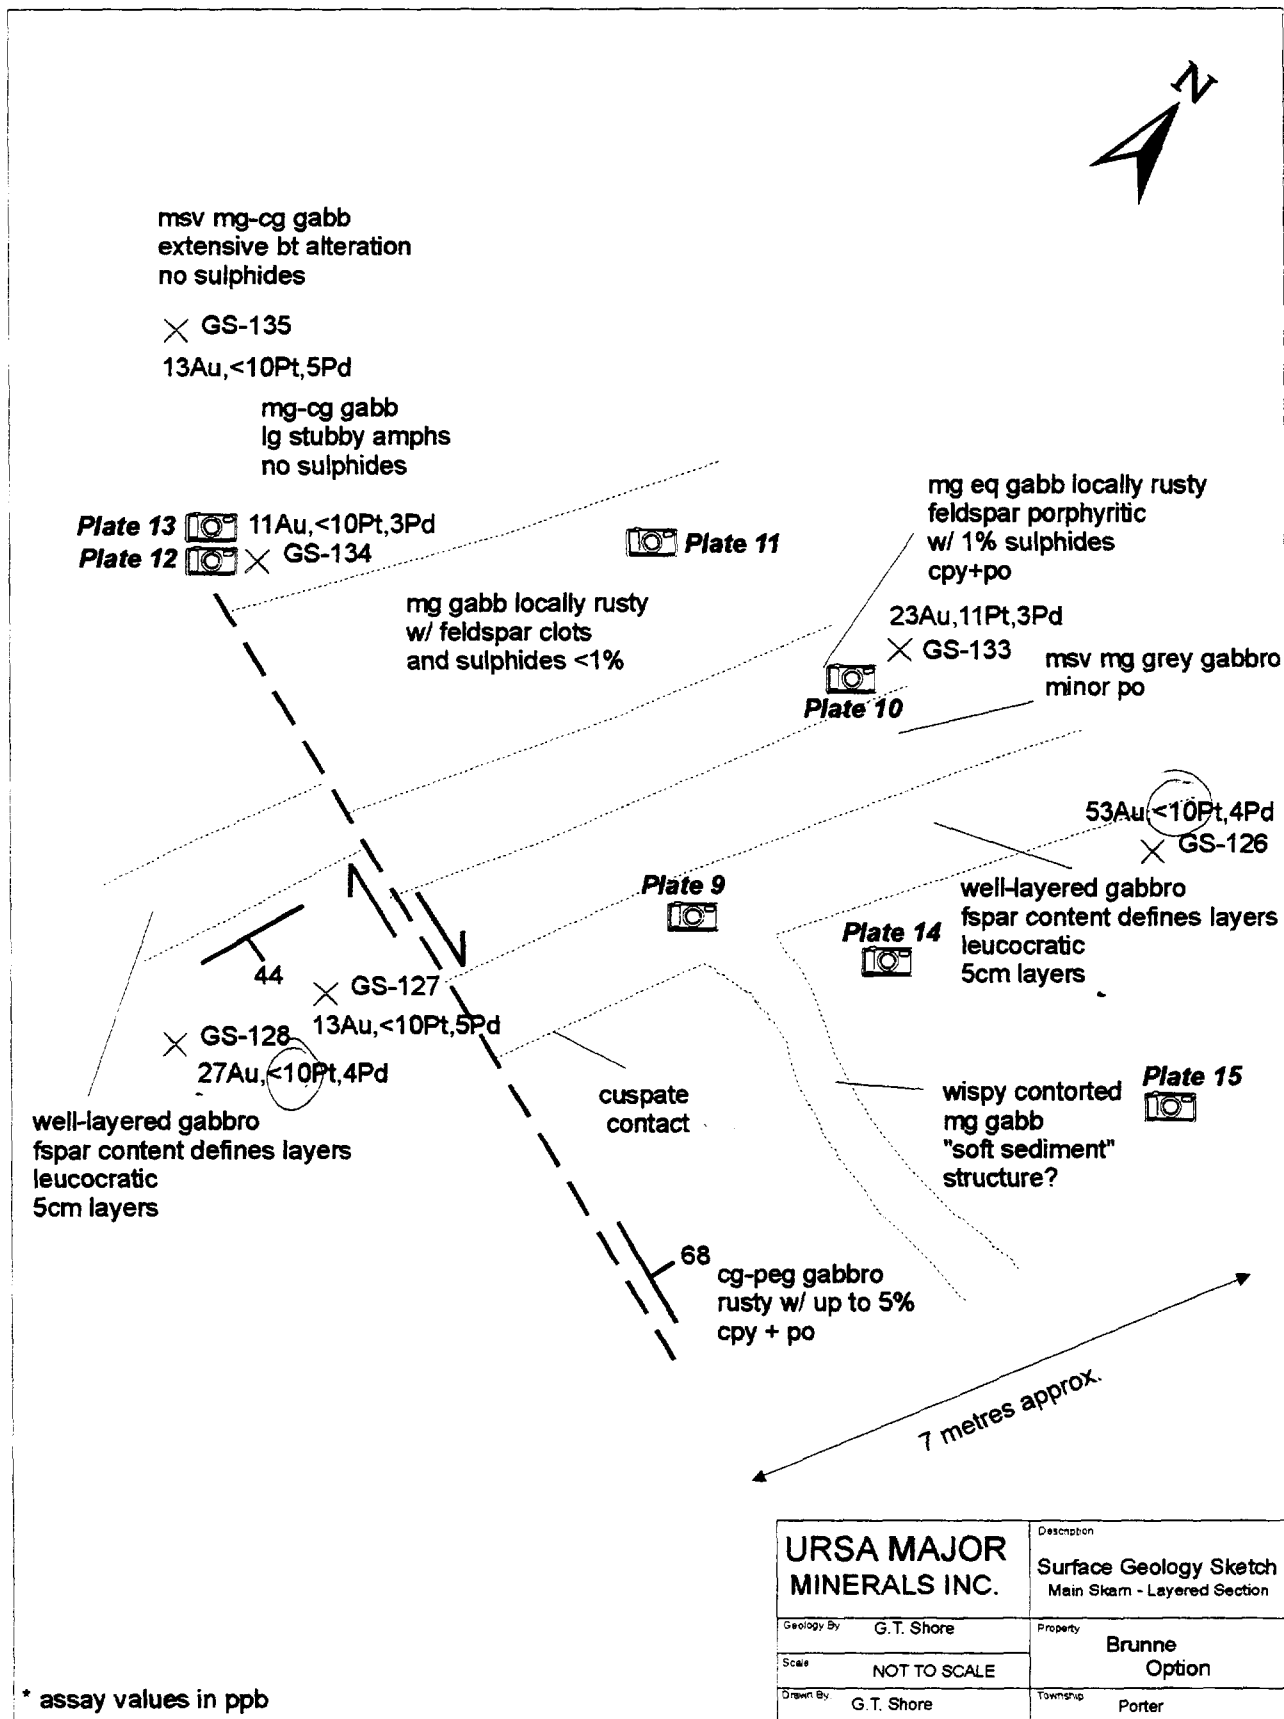 N
msv mg-cg gabb
extensive bt alteration
no sulphides
GS-135
13Au,<10Pt,5Pd
mg-cg gabb
lg stubby amphs
no sulphides
Plate 13
11Au,<10Pt,3Pd
Plate 12
GS-134
Plate 11
mg eq gabb locally rusty
feldspar porphyritic
w/ 1% sulphides
cpy+po
mg gabb locally rusty
w/ feldspar clots
and sulphides <1%
23Au,11Pt,3Pd
GS-133
msv mg grey gabbro
minor po
Plate 10
53Au,<10Pt,4Pd
GS-126
Plate 9
well-layered gabbro
fspar content defines layers
leucocratic
5cm layers
Plate 14
44
GS-127
13Au,<10Pt,5Pd
GS-128
27Au,<10Pt,4Pd
well-layered gabbro
fspar content defines layers
leucocratic
5cm layers
cuspate
contact
wispy contorted
mg gabb
"soft sediment"
structure?
Plate 15
68
cg-peg gabbro
rusty w/ up to 5%
cpy + po
7 metres approx.
URSA MAJOR
MINERALS INC.
Description
Surface Geology Sketch
Main Skarn - Layered Section
Geology By
G.T. Shore
Property
Brunne
Option
Scale
NOT TO SCALE
Drawn By
G.T. Shore
Township
Porter
* assay values in ppb